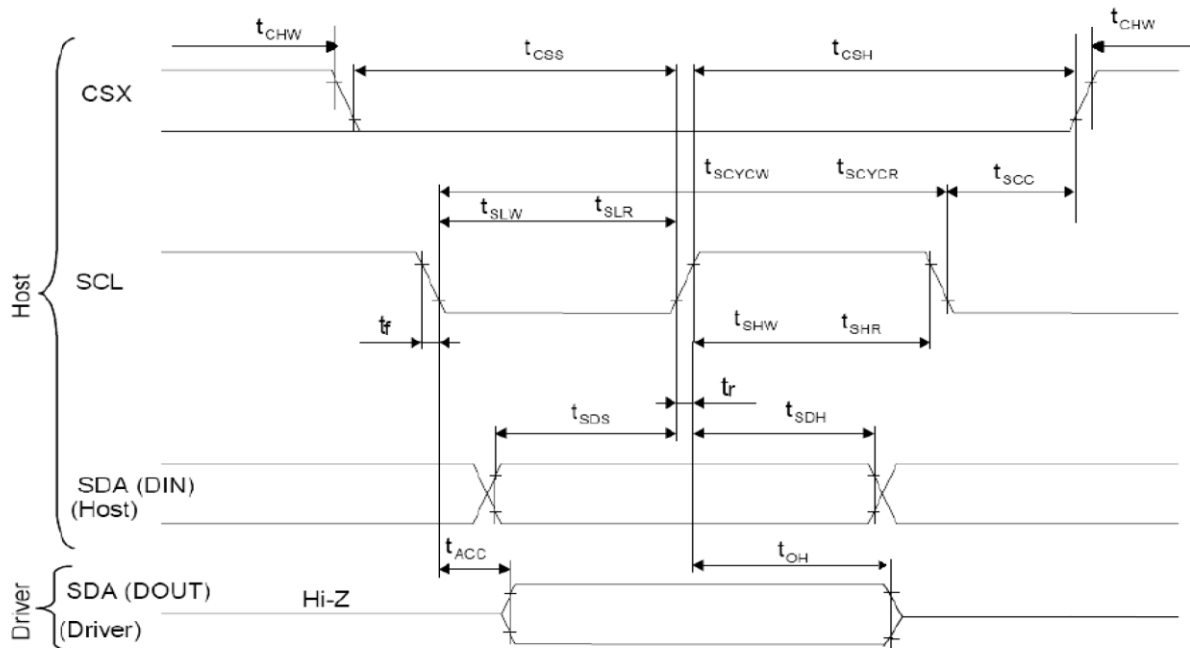 tCHW
tCHW
tCSS
tCSH
CSX
tSCYCW tSCYCR tSCC
tSLW tSLR
Host
SCL
tf
tSHW tSHR
tr
tSDS
tSDH
SDA (DIN)
(Host)
tACC
tOH
Driver
SDA (DOUT)
Hi-Z
(Driver)